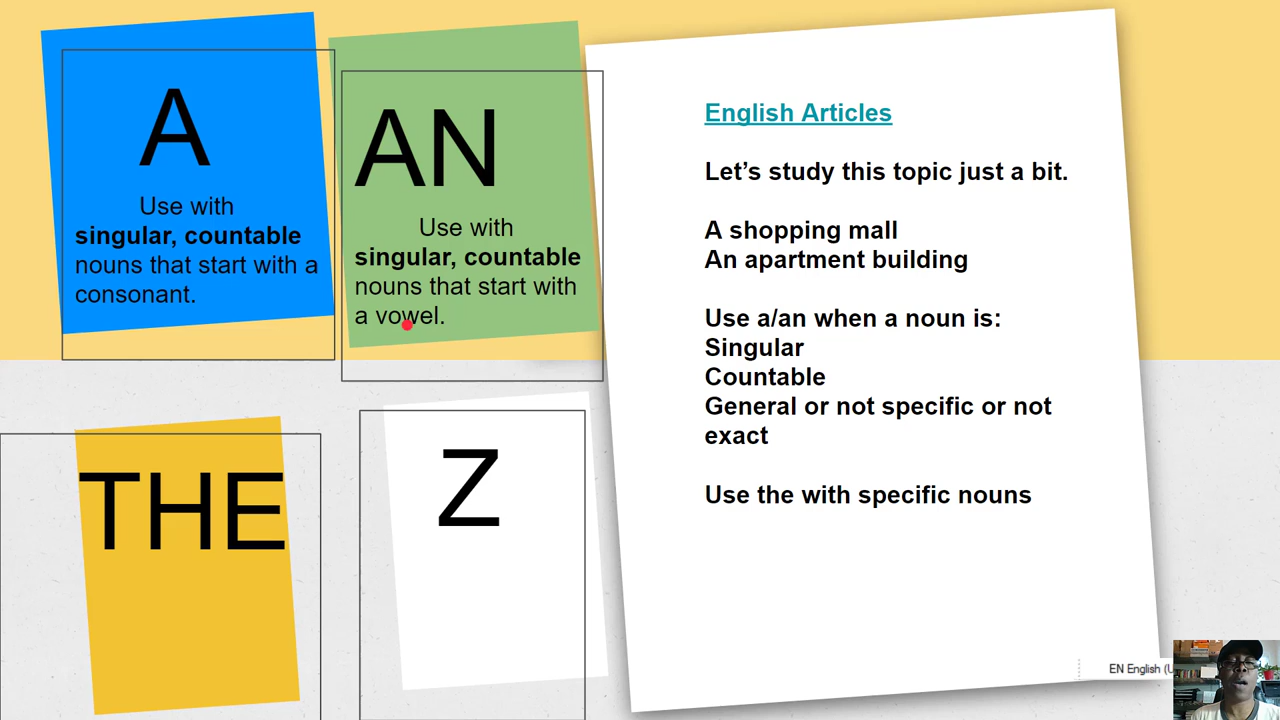 A
Use with
singular, countable
nouns that start with a
consonant.
AN
Use with
singular, countable
nouns that start with
a vowel.
THE
Z
English Articles
Let’s study this topic just a bit.
A shopping mall
An apartment building
Use a/an when a noun is:
Singular
Countable
General or not specific or not
exact
Use the with specific nouns
EN English (U